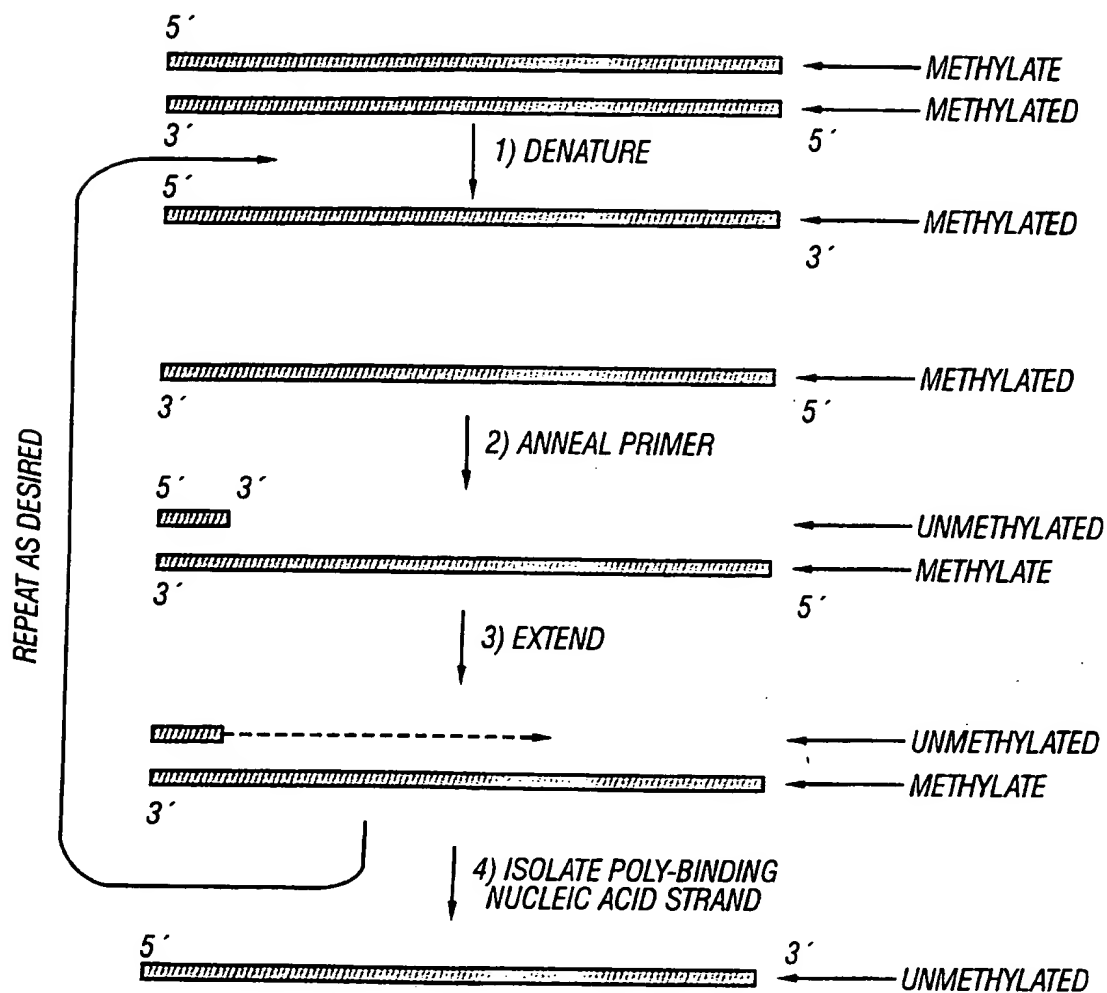 5´
METHYLATE
METHYLATED
3´ 5´
1) DENATURE
5´
METHYLATED
3´
METHYLATED
3´ 5´
2) ANNEAL PRIMER
REPEAT AS DESIRED
5´ 3´
UNMETHYLATED
METHYLATE
3´ 5´
3) EXTEND
UNMETHYLATED
METHYLATE
3´
4) ISOLATE POLY-BINDING
NUCLEIC ACID STRAND
5´ 3´
UNMETHYLATED